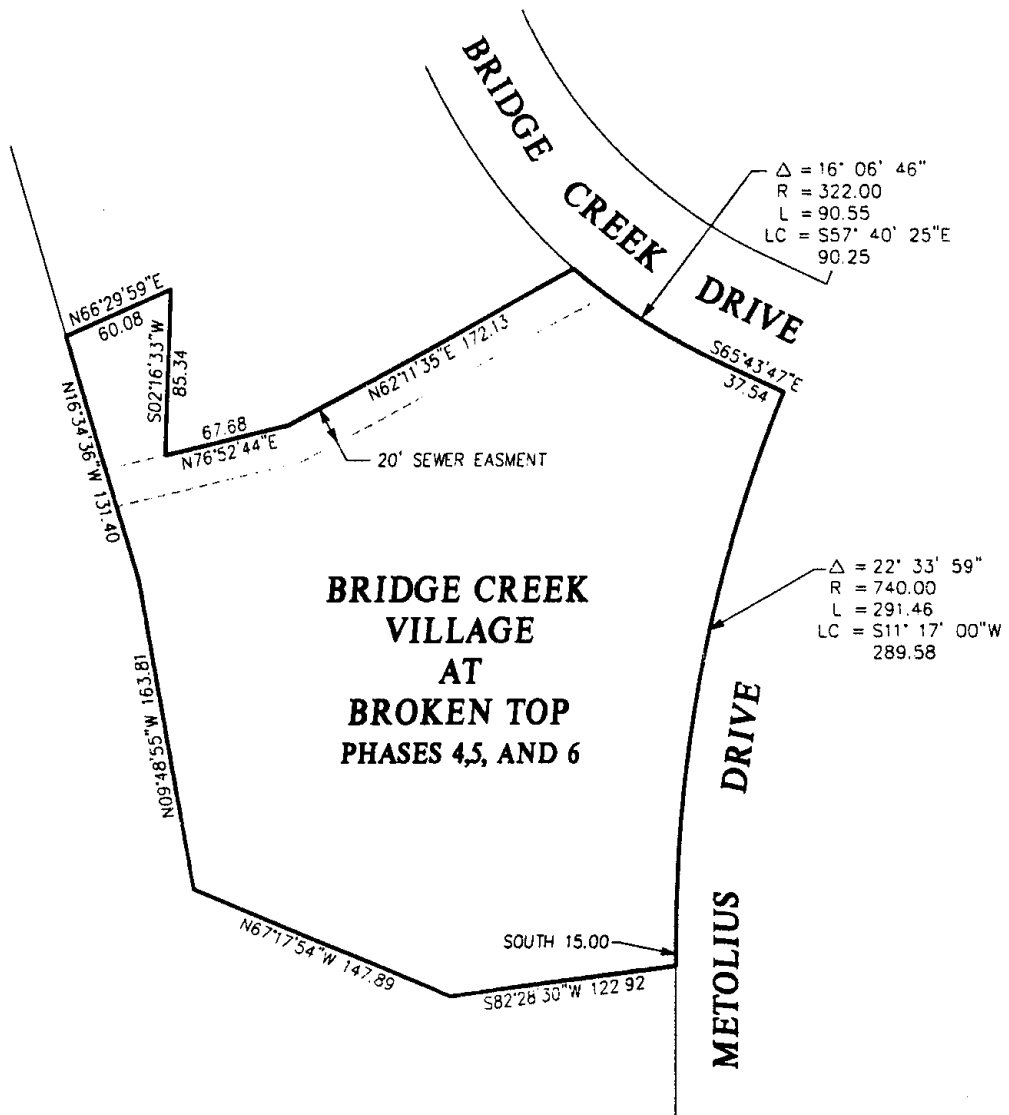 BRIDGE CREEK DRIVE
Δ = 16° 06' 46"
R = 322.00
L = 90.55
LC = S57° 40' 25"E
90.25
N66°29'59"E
60.08
S02°16'33"W
85.34
N62°11'35"E 172.13
S65°43'47"E
37.54
67.68
N76°52'44"E
20' SEWER EASMENT
N16°34'36"W 131.40
BRIDGE CREEK
VILLAGE
AT
BROKEN TOP
PHASES 4,5, AND 6
Δ = 22° 33' 59"
R = 740.00
L = 291.46
LC = S11° 17' 00"W
289.58
N09°48'55"W 163.81
METOLIUS DRIVE
N67°17'54"W 147.89
SOUTH 15.00
S82°28'30"W 122.92